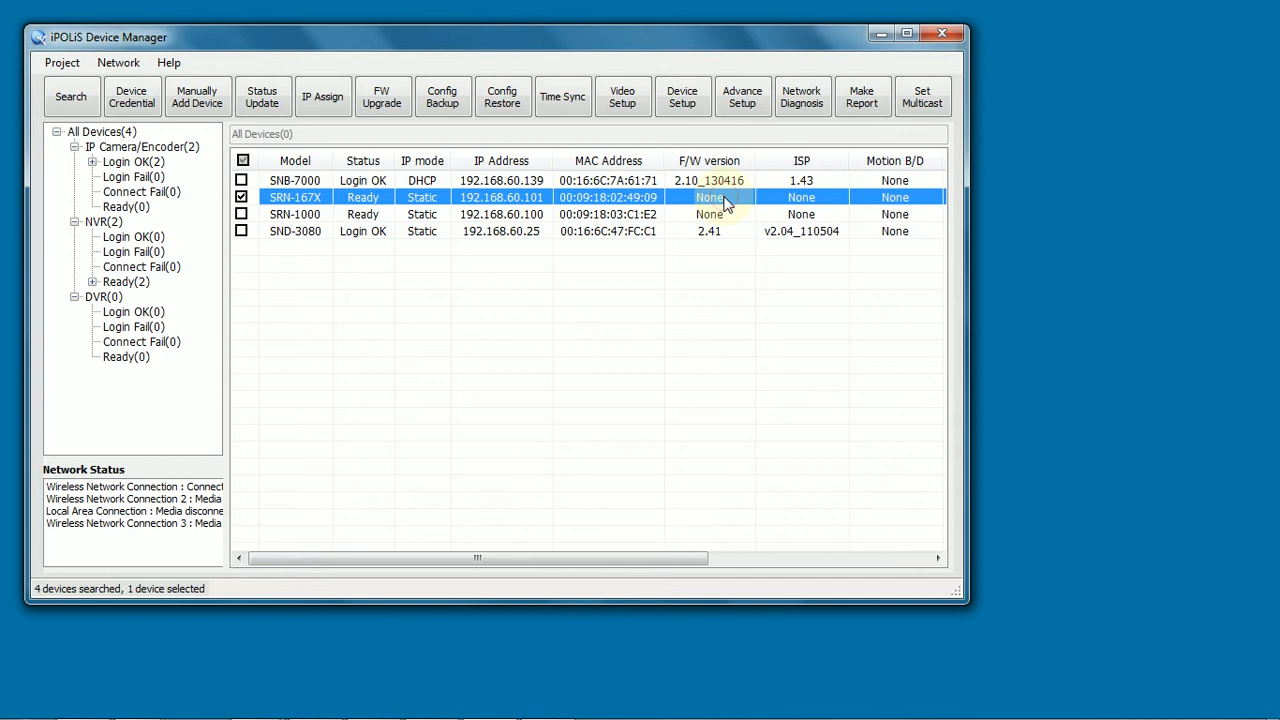 iPOLiS Device Manager
Project Network Help
Search
Device Credential
Manually Add Device
Status Update
IP Assign
FW Upgrade
Config Backup
Config Restore
Time Sync
Video Setup
Device Setup
Advance Setup
Network Diagnosis
Make Report
Set Multicast
All Devices(4)
IP Camera/Encoder(2)
Login OK(2)
Login Fail(0)
Connect Fail(0)
Ready(0)
NVR(2)
Login OK(0)
Login Fail(0)
Connect Fail(0)
Ready(2)
DVR(0)
Login OK(0)
Login Fail(0)
Connect Fail(0)
Ready(0)
All Devices(0)
Model Status IP mode IP Address MAC Address F/W version ISP Motion B/D
SNB-7000 Login OK DHCP 192.168.60.139 00:16:6C:7A:61:71 2.10_130416 1.43 None
SRN-167X Ready Static 192.168.60.101 00:09:18:02:49:09 None None None
SRN-1000 Ready Static 192.168.60.100 00:09:18:03:C1:E2 None None None
SND-3080 Login OK Static 192.168.60.25 00:16:6C:47:FC:C1 2.41 v2.04_110504 None
Network Status
Wireless Network Connection : Connect
Wireless Network Connection 2 : Media
Local Area Connection : Media disconne
Wireless Network Connection 3 : Media
4 devices searched, 1 device selected